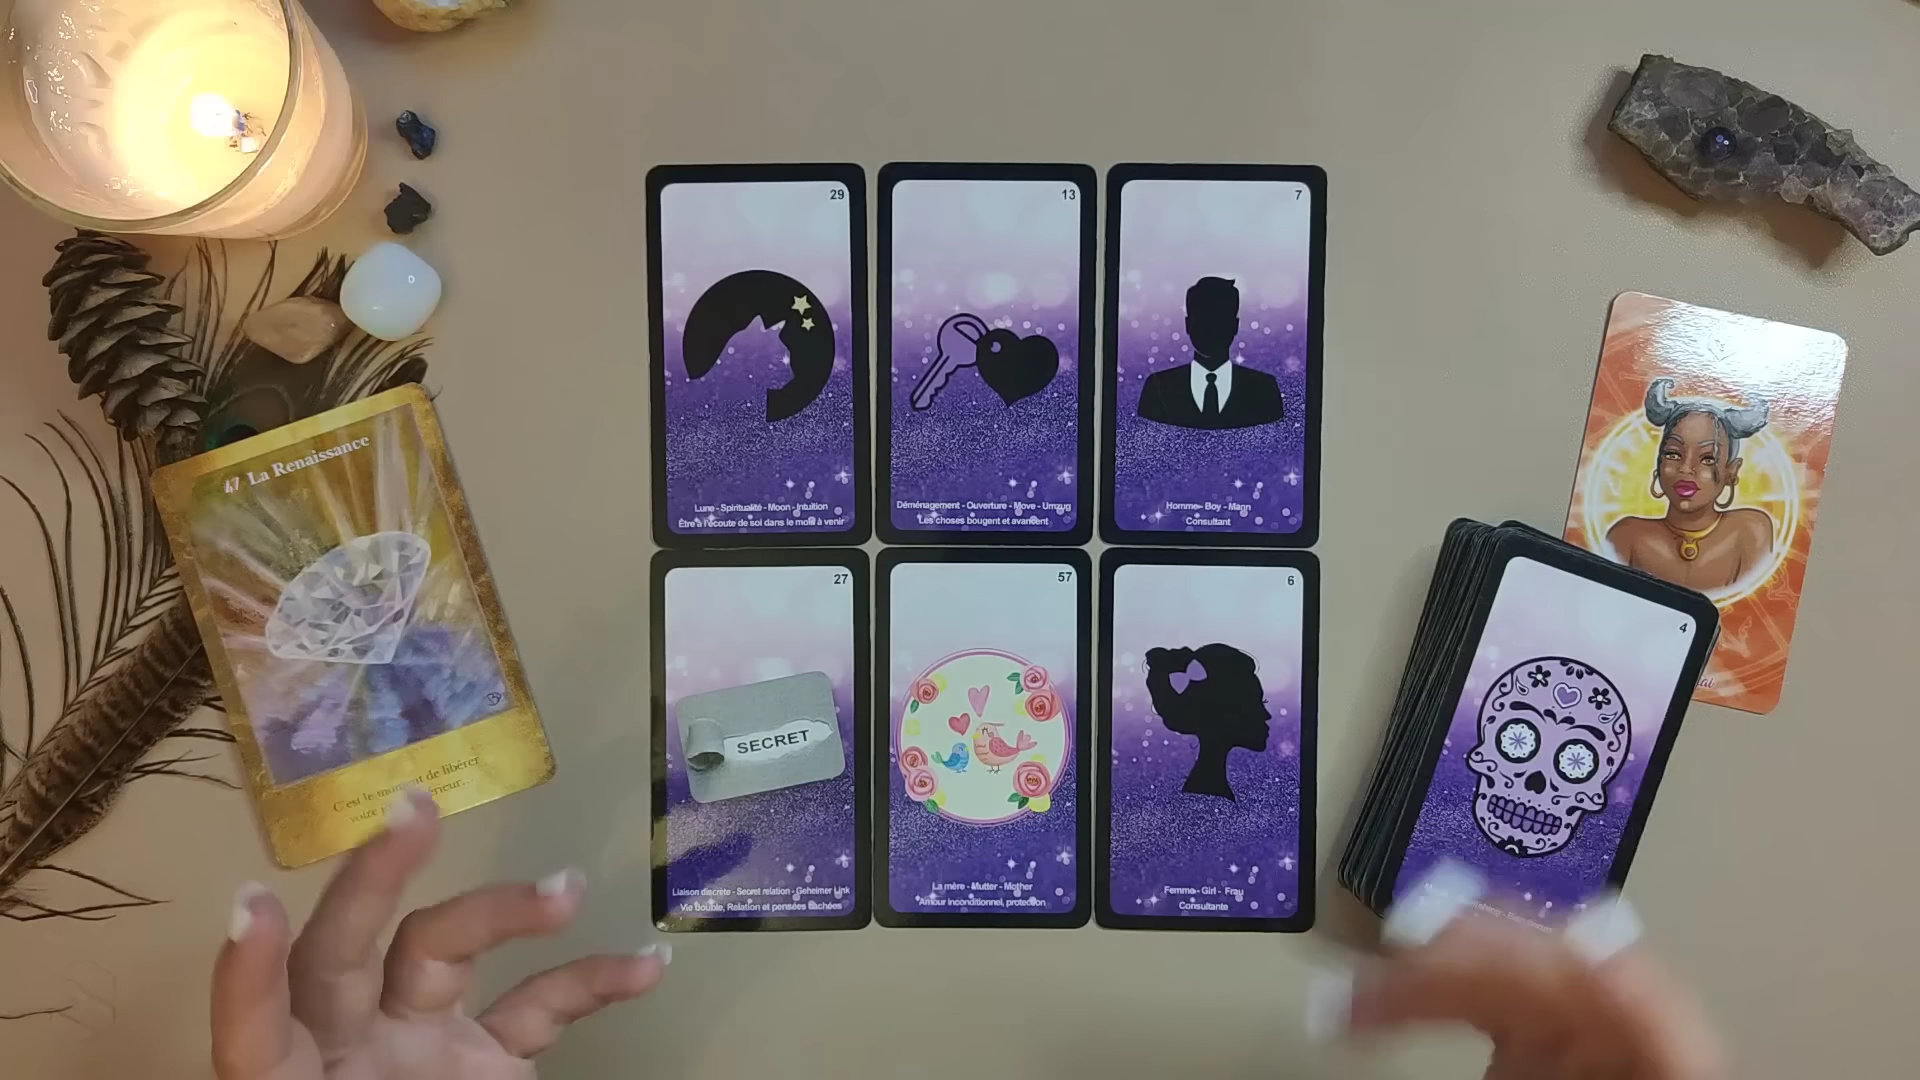 29
Lune - Spiritualité - Moon - Intuition
Être à l'écoute de soi dans le mois à venir
13
Déménagement - Ouverture - Move - Umzug
Les choses bougent et avancent
7
Homme - Boy - Mann
Consultant
47 La Renaissance
C'est le moment de libérer
votre
27
SECRET
Liaison discrète - Secret relation - Geheimer Link
Vie double, Relation et pensées cachées
57
La mère - Mutter - Mother
Amour inconditionnel, protection
6
Femme - Girl - Frau
Consultante
4